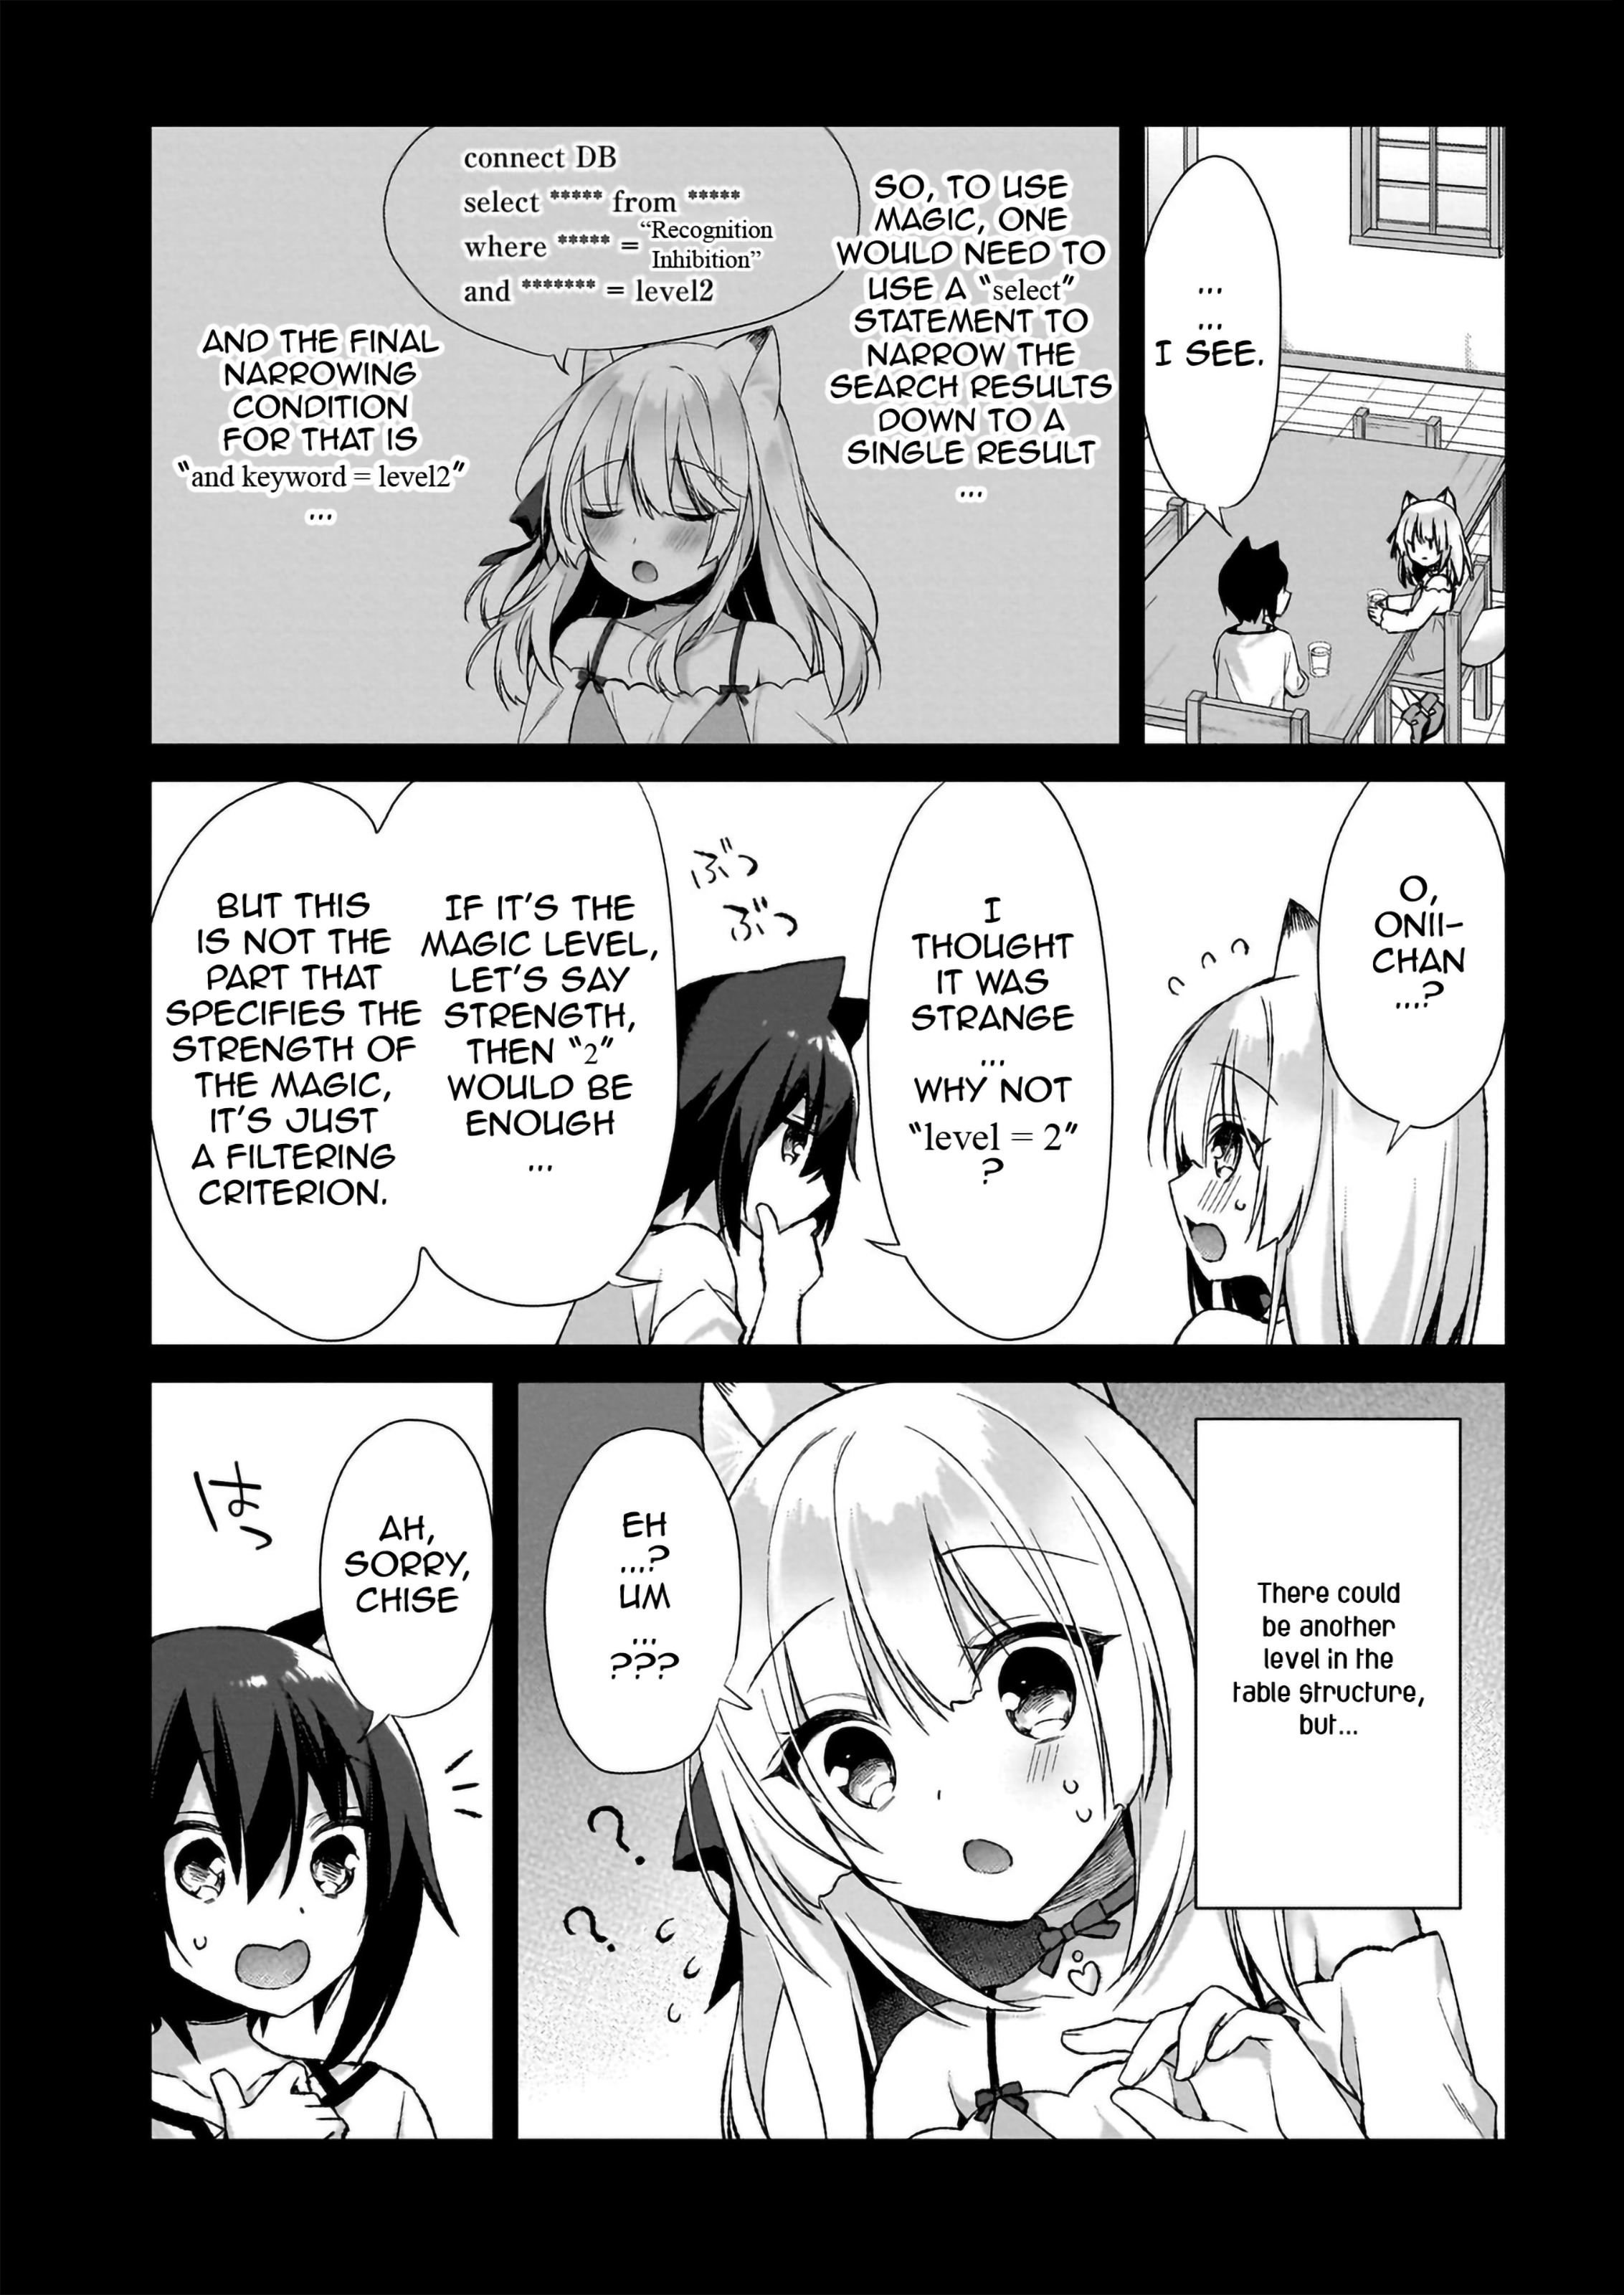 ...
...
I SEE.
SO, TO USE
MAGIC, ONE
WOULD NEED TO
USE A "select"
STATEMENT TO
NARROW THE
SEARCH RESULTS
DOWN TO A
SINGLE RESULT
...
connect DB
select ***** from *****
where ***** = "Recognition
Inhibition"
and ******* = level2
AND THE FINAL
NARROWING
CONDITION
FOR THAT IS
"and keyword = level2"
...
O,
ONII-
CHAN
...?
I
THOUGHT
IT WAS
STRANGE
...
WHY NOT
"level = 2"
?
ぶつ
ぶつ
IF IT'S THE
MAGIC LEVEL,
LET'S SAY
STRENGTH,
THEN "2"
WOULD BE
ENOUGH
...
BUT THIS
IS NOT THE
PART THAT
SPECIFIES THE
STRENGTH OF
THE MAGIC,
IT'S JUST
A FILTERING
CRITERION.
There could
be another
level in the
table structure,
but...
EH
...?
UM
...
???
?
?
AH,
SORRY,
CHISE
はっ